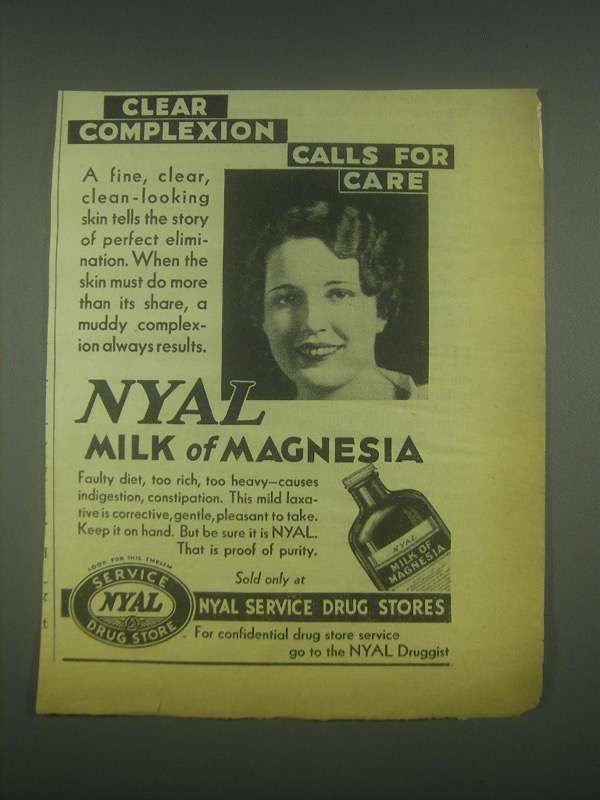 CLEAR
COMPLEXION
CALLS FOR
CARE
A fine, clear,
clean-looking
skin tells the story
of perfect elimi-
nation. When the
skin must do more
than its share, a
muddy complex-
ion always results.
NYAL
MILK of MAGNESIA
Faulty diet, too rich, too heavy—causes
indigestion, constipation. This mild laxa-
tive is corrective, gentle, pleasant to take.
Keep it on hand. But be sure it is NYAL.
That is proof of purity.
NYAL
MILK OF
MAGNESIA
Sold only at
LOOK FOR THIS EMBLEM
SERVICE
NYAL
DRUG STORE
NYAL SERVICE DRUG STORES
For confidential drug store service
go to the NYAL Druggist